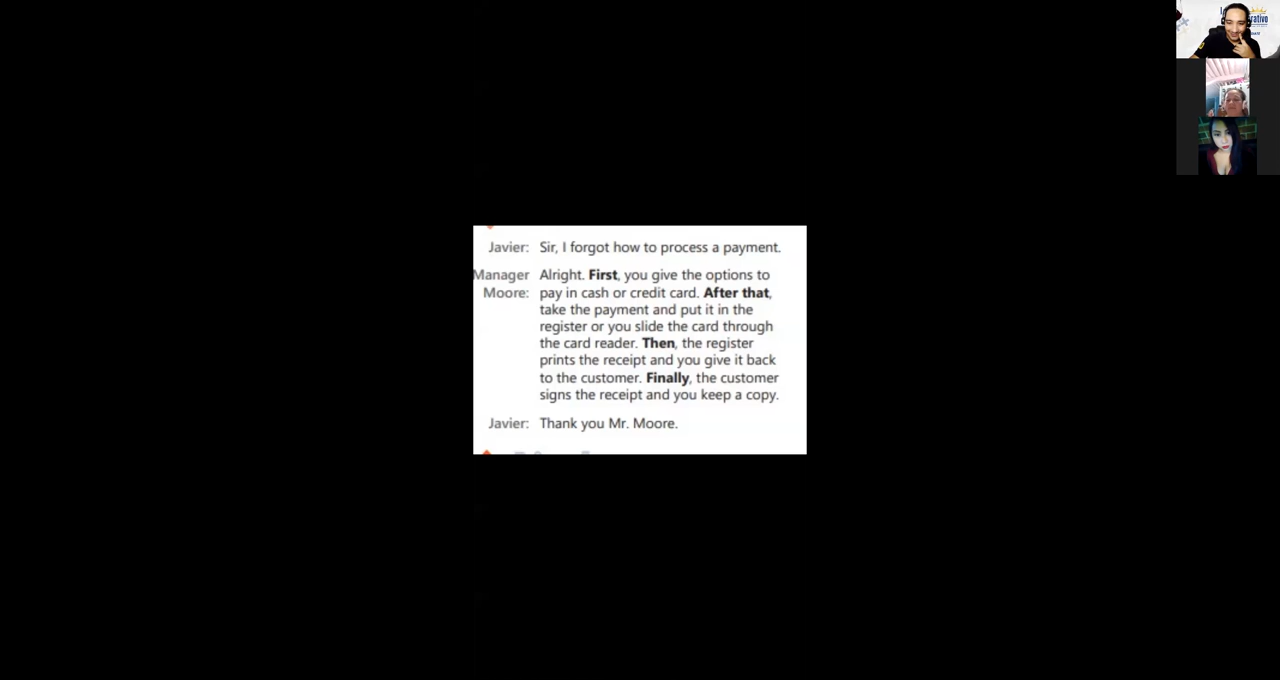 Javier: Sir, I forgot how to process a payment.
Manager Alright. First, you give the options to
Moore: pay in cash or credit card. After that,
take the payment and put it in the
register or you slide the card through
the card reader. Then, the register
prints the receipt and you give it back
to the customer. Finally, the customer
signs the receipt and you keep a copy.
Javier: Thank you Mr. Moore.